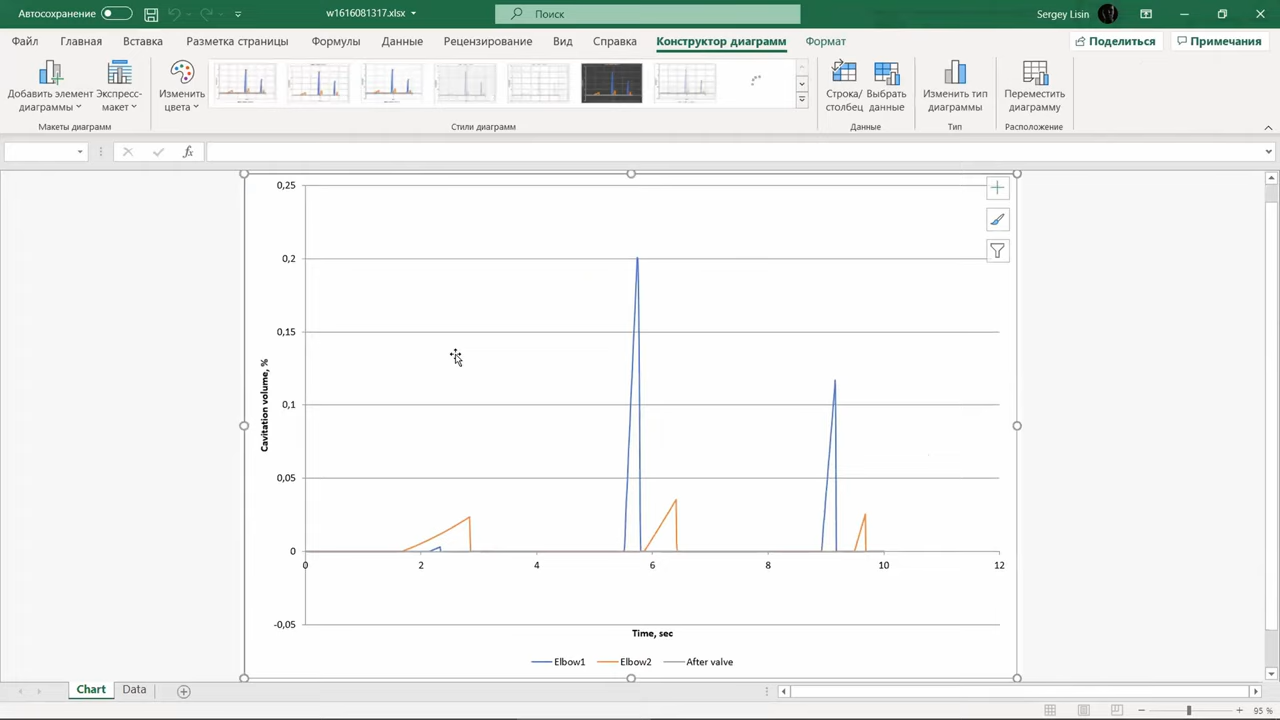 Автосохранение
w1616081317.xlsx
Поиск
Sergey Lisin
Файл Главная Вставка Разметка страницы Формулы Данные Рецензирование Вид Справка Конструктор диаграмм Формат
Поделиться Примечания
Добавить элемент диаграммы
Экспресс-макет
Изменить цвета
Строка/столбец
Выбрать данные
Изменить тип диаграммы
Переместить диаграмму
Макеты диаграмм
Стили диаграмм
Данные
Тип
Расположение
fx
0,25
0,2
0,15
0,1
0,05
0
-0,05
Cavitation volume, %
0 2 4 6 8 10 12
Time, sec
Elbow1 Elbow2 After valve
Chart Data
95 %